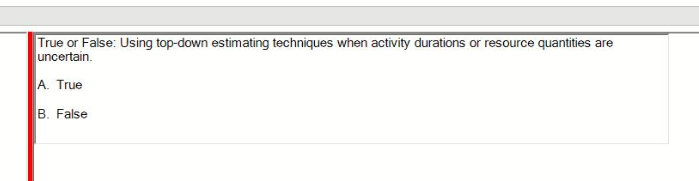 True or False: Using top-down estimating techniques when activity durations or resource quantities are
uncertain.
A. True
B. False